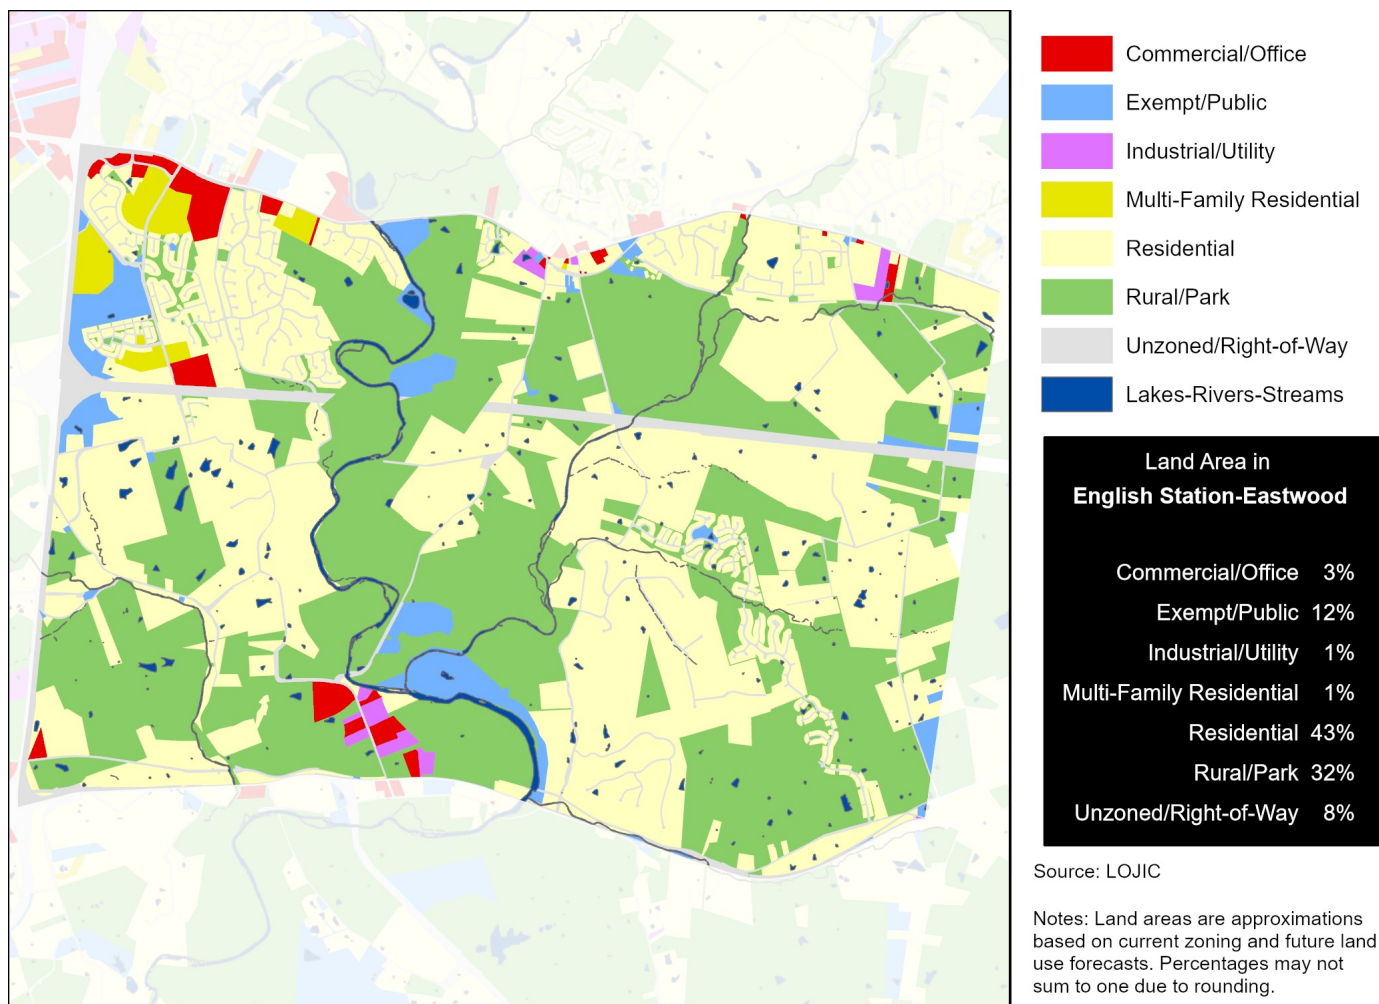 Commercial/Office
Exempt/Public
Industrial/Utility
Multi-Family Residential
Residential
Rural/Park
Unzoned/Right-of-Way
Lakes-Rivers-Streams
Land Area in
English Station-Eastwood
Commercial/Office 3%
Exempt/Public 12%
Industrial/Utility 1%
Multi-Family Residential 1%
Residential 43%
Rural/Park 32%
Unzoned/Right-of-Way 8%
Source: LOJIC
Notes: Land areas are approximations
based on current zoning and future land
use forecasts. Percentages may not
sum to one due to rounding.